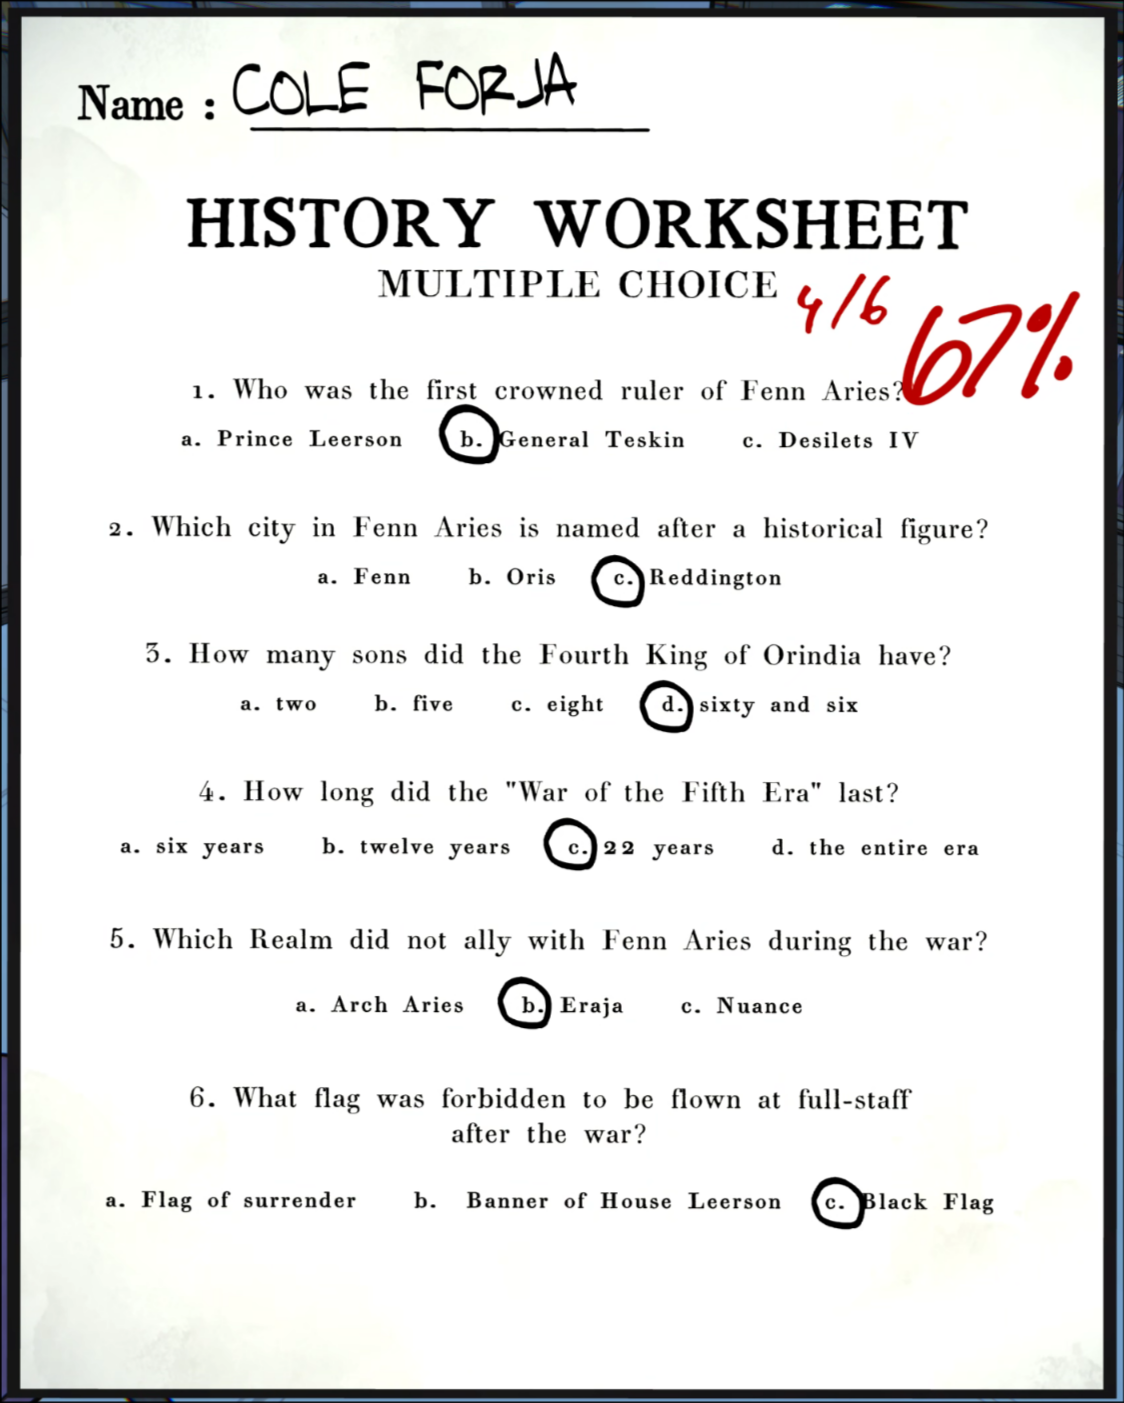 Name : COLE FORJA
HISTORY WORKSHEET
MULTIPLE CHOICE
4/6 67%
1. Who was the first crowned ruler of Fenn Aries?
a. Prince Leerson b. General Teskin c. Desilets IV
2. Which city in Fenn Aries is named after a historical figure?
a. Fenn b. Oris c. Reddington
3. How many sons did the Fourth King of Orindia have?
a. two b. five c. eight d. sixty and six
4. How long did the "War of the Fifth Era" last?
a. six years b. twelve years c. 22 years d. the entire era
5. Which Realm did not ally with Fenn Aries during the war?
a. Arch Aries b. Eraja c. Nuance
6. What flag was forbidden to be flown at full-staff
after the war?
a. Flag of surrender b. Banner of House Leerson c. Black Flag